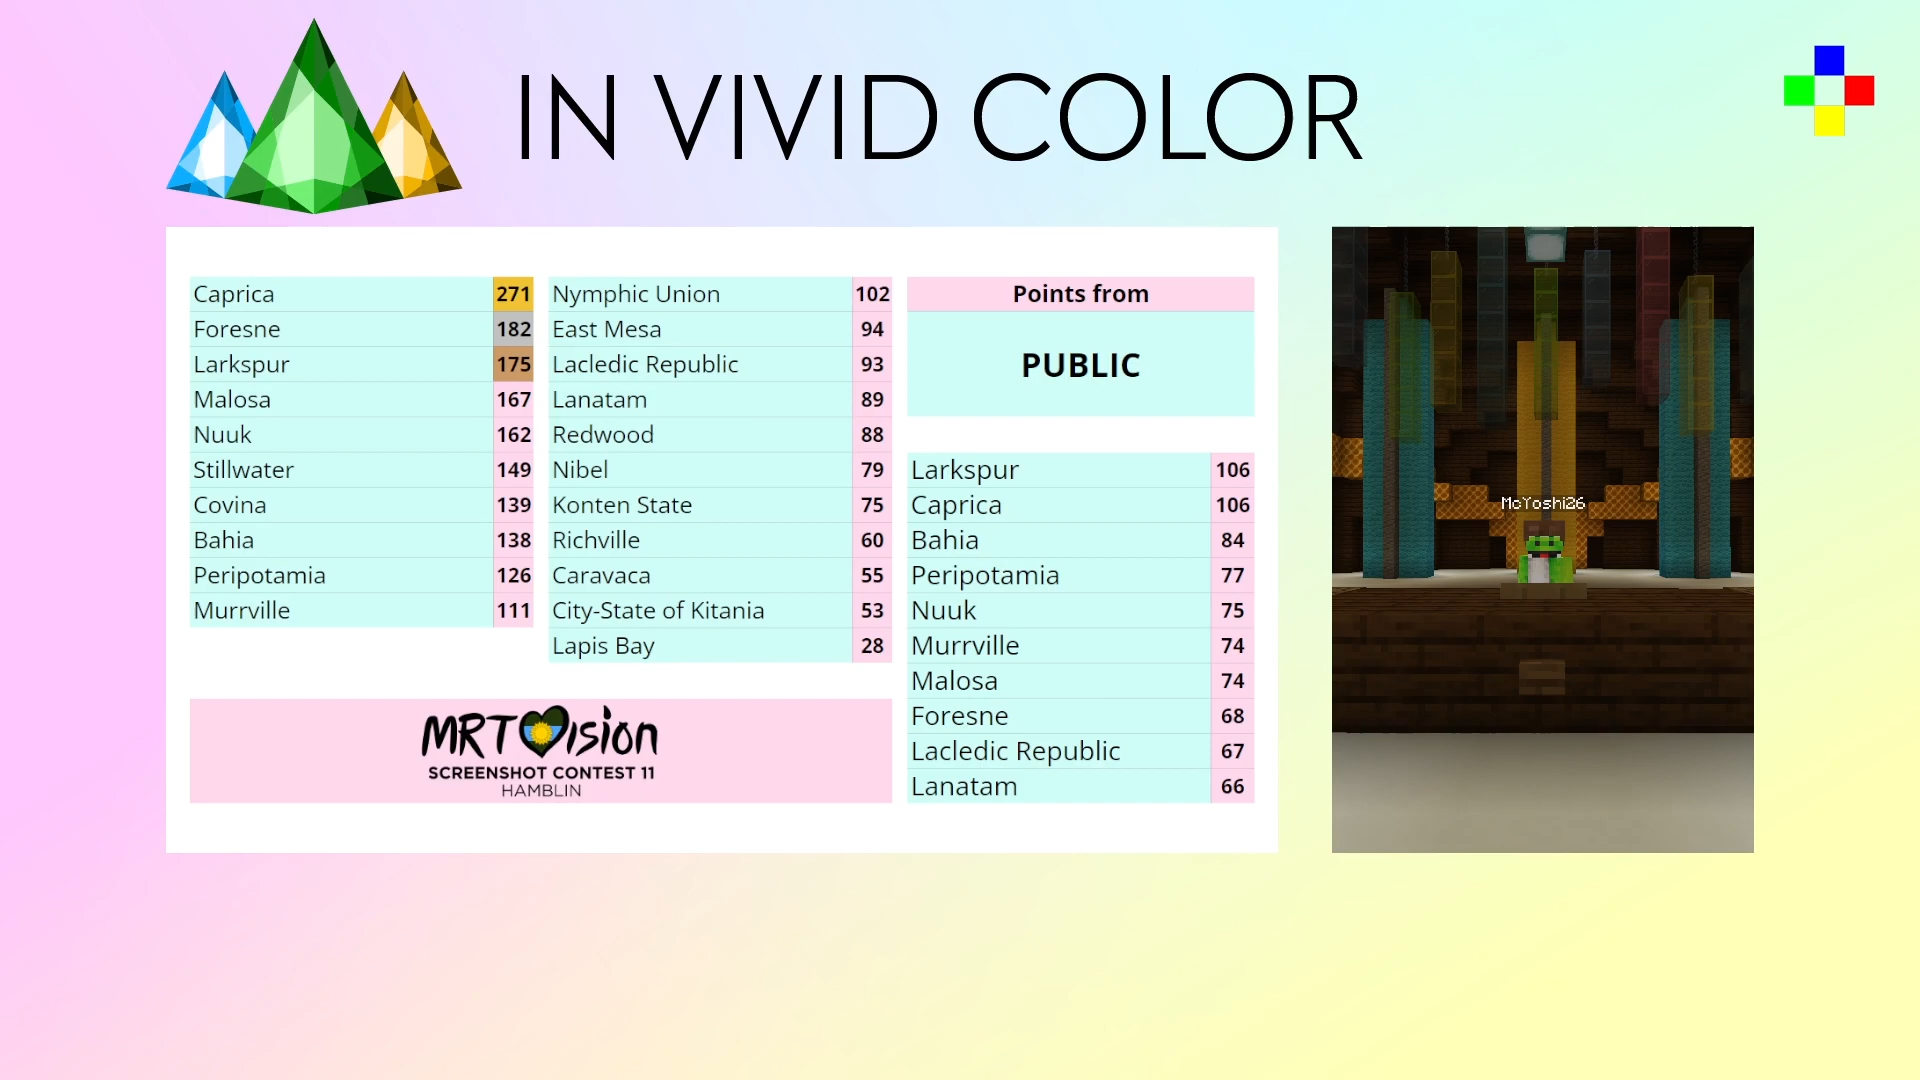 IN VIVID COLOR
Caprica 271
Foresne 182
Larkspur 175
Malosa 167
Nuuk 162
Stillwater 149
Covina 139
Bahia 138
Peripotamia 126
Murrville 111
Nymphic Union 102
East Mesa 94
Lacledic Republic 93
Lanatam 89
Redwood 88
Nibel 79
Konten State 75
Richville 60
Caravaca 55
City-State of Kitania 53
Lapis Bay 28
MRTVision
SCREENSHOT CONTEST 11
HAMBLIN
Points from
PUBLIC
Larkspur 106
Caprica 106
Bahia 84
Peripotamia 77
Nuuk 75
Murrville 74
Malosa 74
Foresne 68
Lacledic Republic 67
Lanatam 66
McYoshi26